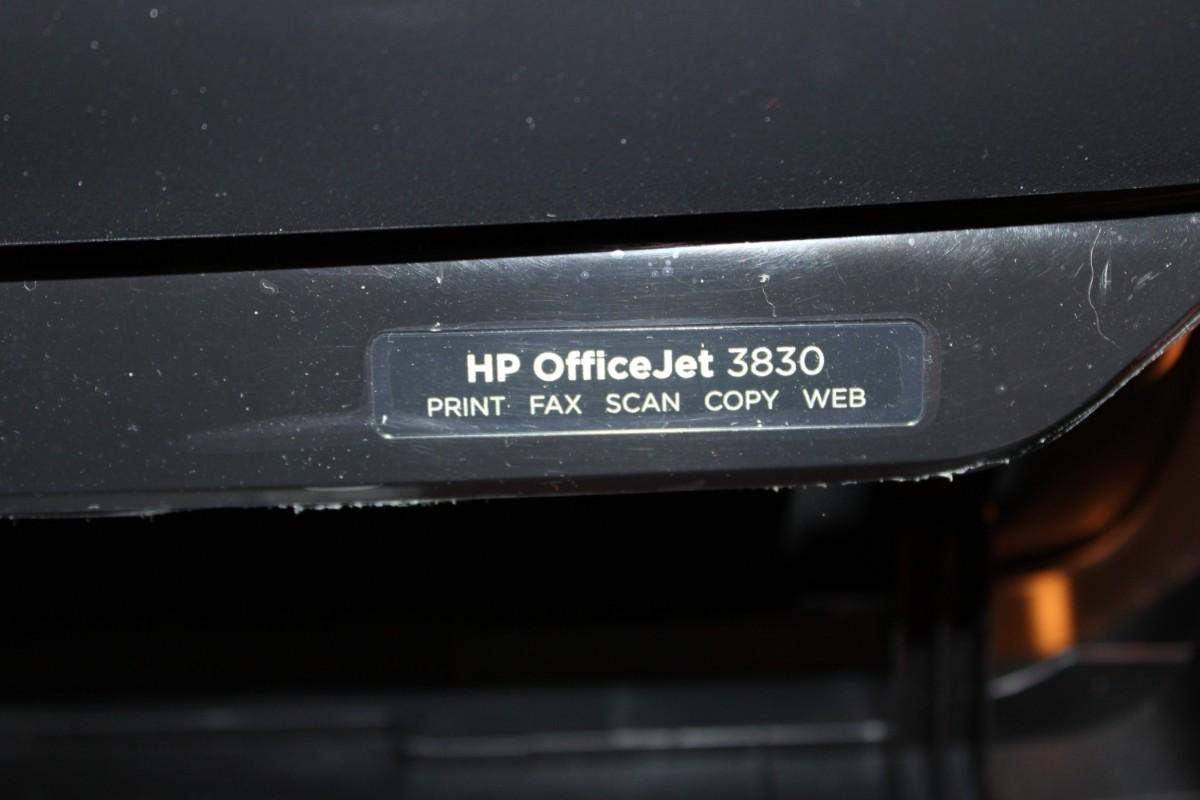 HP OfficeJet 3830
PRINT FAX SCAN COPY WEB